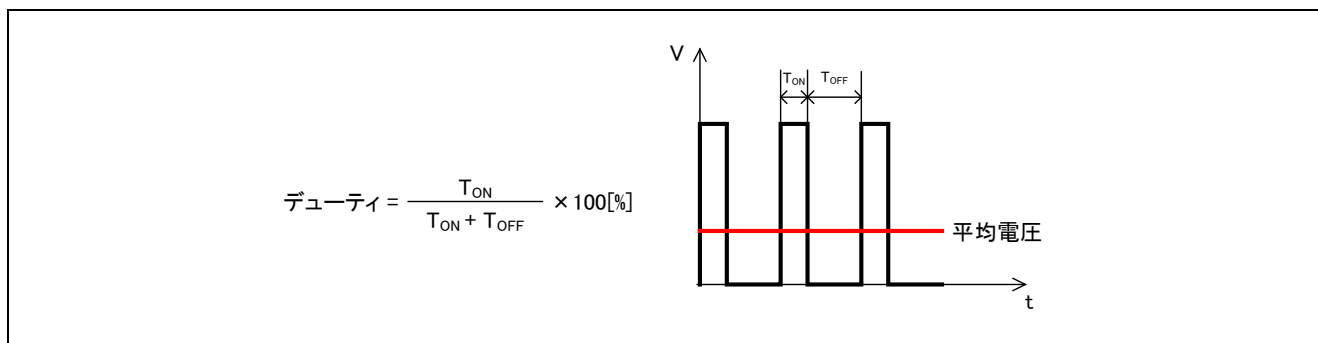 V
T_ON T_OFF
デューティ = T_ON / (T_ON + T_OFF) × 100[%]
平均電圧
t